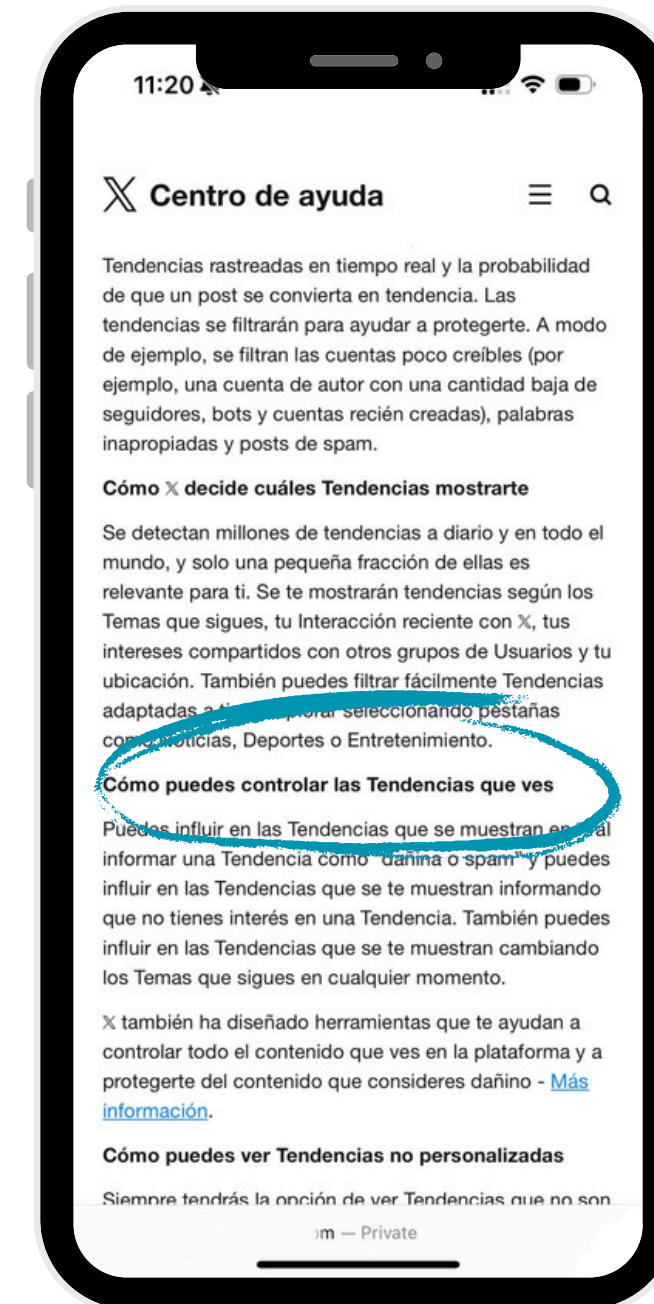 11:20
𝕏 Centro de ayuda
Tendencias rastreadas en tiempo real y la probabilidad
de que un post se convierta en tendencia. Las
tendencias se filtrarán para ayudar a protegerte. A modo
de ejemplo, se filtran las cuentas poco creíbles (por
ejemplo, una cuenta de autor con una cantidad baja de
seguidores, bots y cuentas recién creadas), palabras
inapropiadas y posts de spam.
Cómo 𝕏 decide cuáles Tendencias mostrarte
Se detectan millones de tendencias a diario y en todo el
mundo, y solo una pequeña fracción de ellas es
relevante para ti. Se te mostrarán tendencias según los
Temas que sigues, tu Interacción reciente con 𝕏, tus
intereses compartidos con otros grupos de Usuarios y tu
ubicación. También puedes filtrar fácilmente Tendencias
adaptadas a seleccionando pestañas
como Noticias, Deportes o Entretenimiento.
Cómo puedes controlar las Tendencias que ves
Puedes influir en las Tendencias que se muestran en al
informar una Tendencia como "dañina o spam" y puedes
influir en las Tendencias que se te muestran informando
que no tienes interés en una Tendencia. También puedes
influir en las Tendencias que se te muestran cambiando
los Temas que sigues en cualquier momento.
𝕏 también ha diseñado herramientas que te ayudan a
controlar todo el contenido que ves en la plataforma y a
protegerte del contenido que consideres dañino - Más
información.
Cómo puedes ver Tendencias no personalizadas
Siempre tendrás la opción de ver Tendencias que no son
m — Private